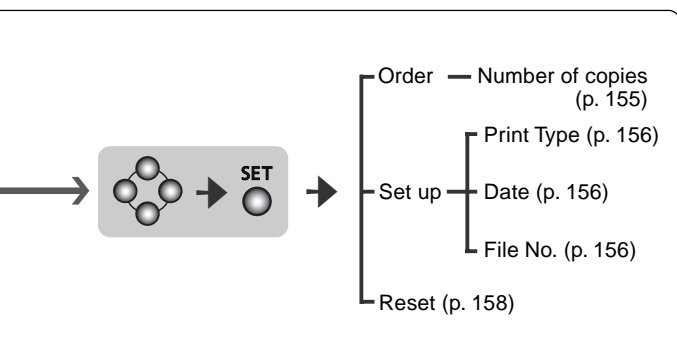 Order
Number of copies
(p. 155)
Print Type (p. 156)
SET
Set up
Date (p. 156)
File No. (p. 156)
Reset (p. 158)